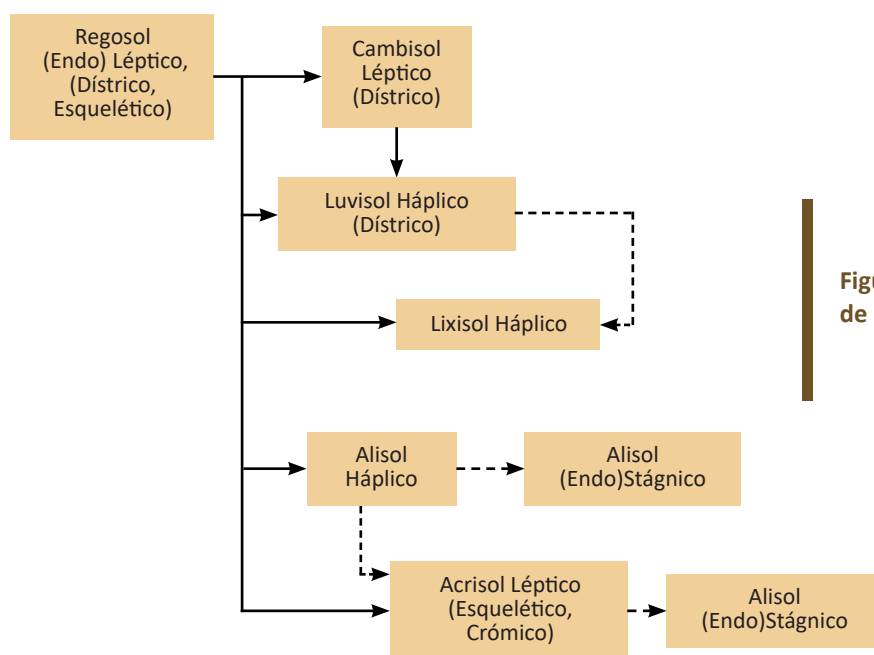 Regosol
(Endo) Léptico,
(Dístrico,
Esquelético)
Cambisol
Léptico
(Dístrico)
Luvisol Háplico
(Dístrico)
Lixisol Háplico
Alisol
Háplico
Alisol
(Endo)Stágnico
Acrisol Léptico
(Esquelético,
Crómico)
Alisol
(Endo)Stágnico
de